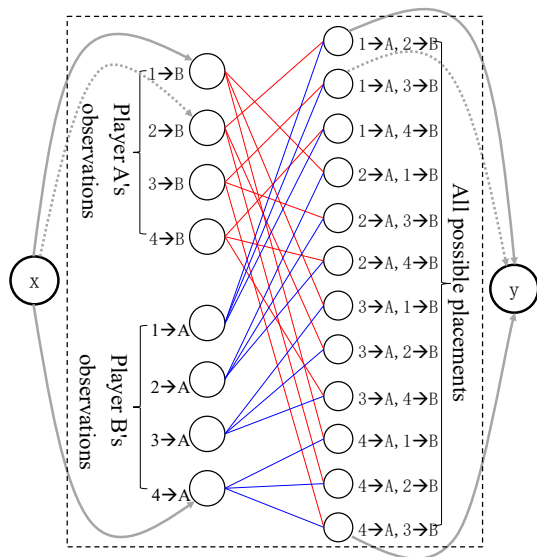 x
Player A's
observations
1→B
2→B
3→B
4→B
Player B's
observations
1→A
2→A
3→A
4→A
1→A, 2→B
1→A, 3→B
1→A, 4→B
2→A, 1→B
2→A, 3→B
2→A, 4→B
3→A, 1→B
3→A, 2→B
3→A, 4→B
4→A, 1→B
4→A, 2→B
4→A, 3→B
All possible placements
y